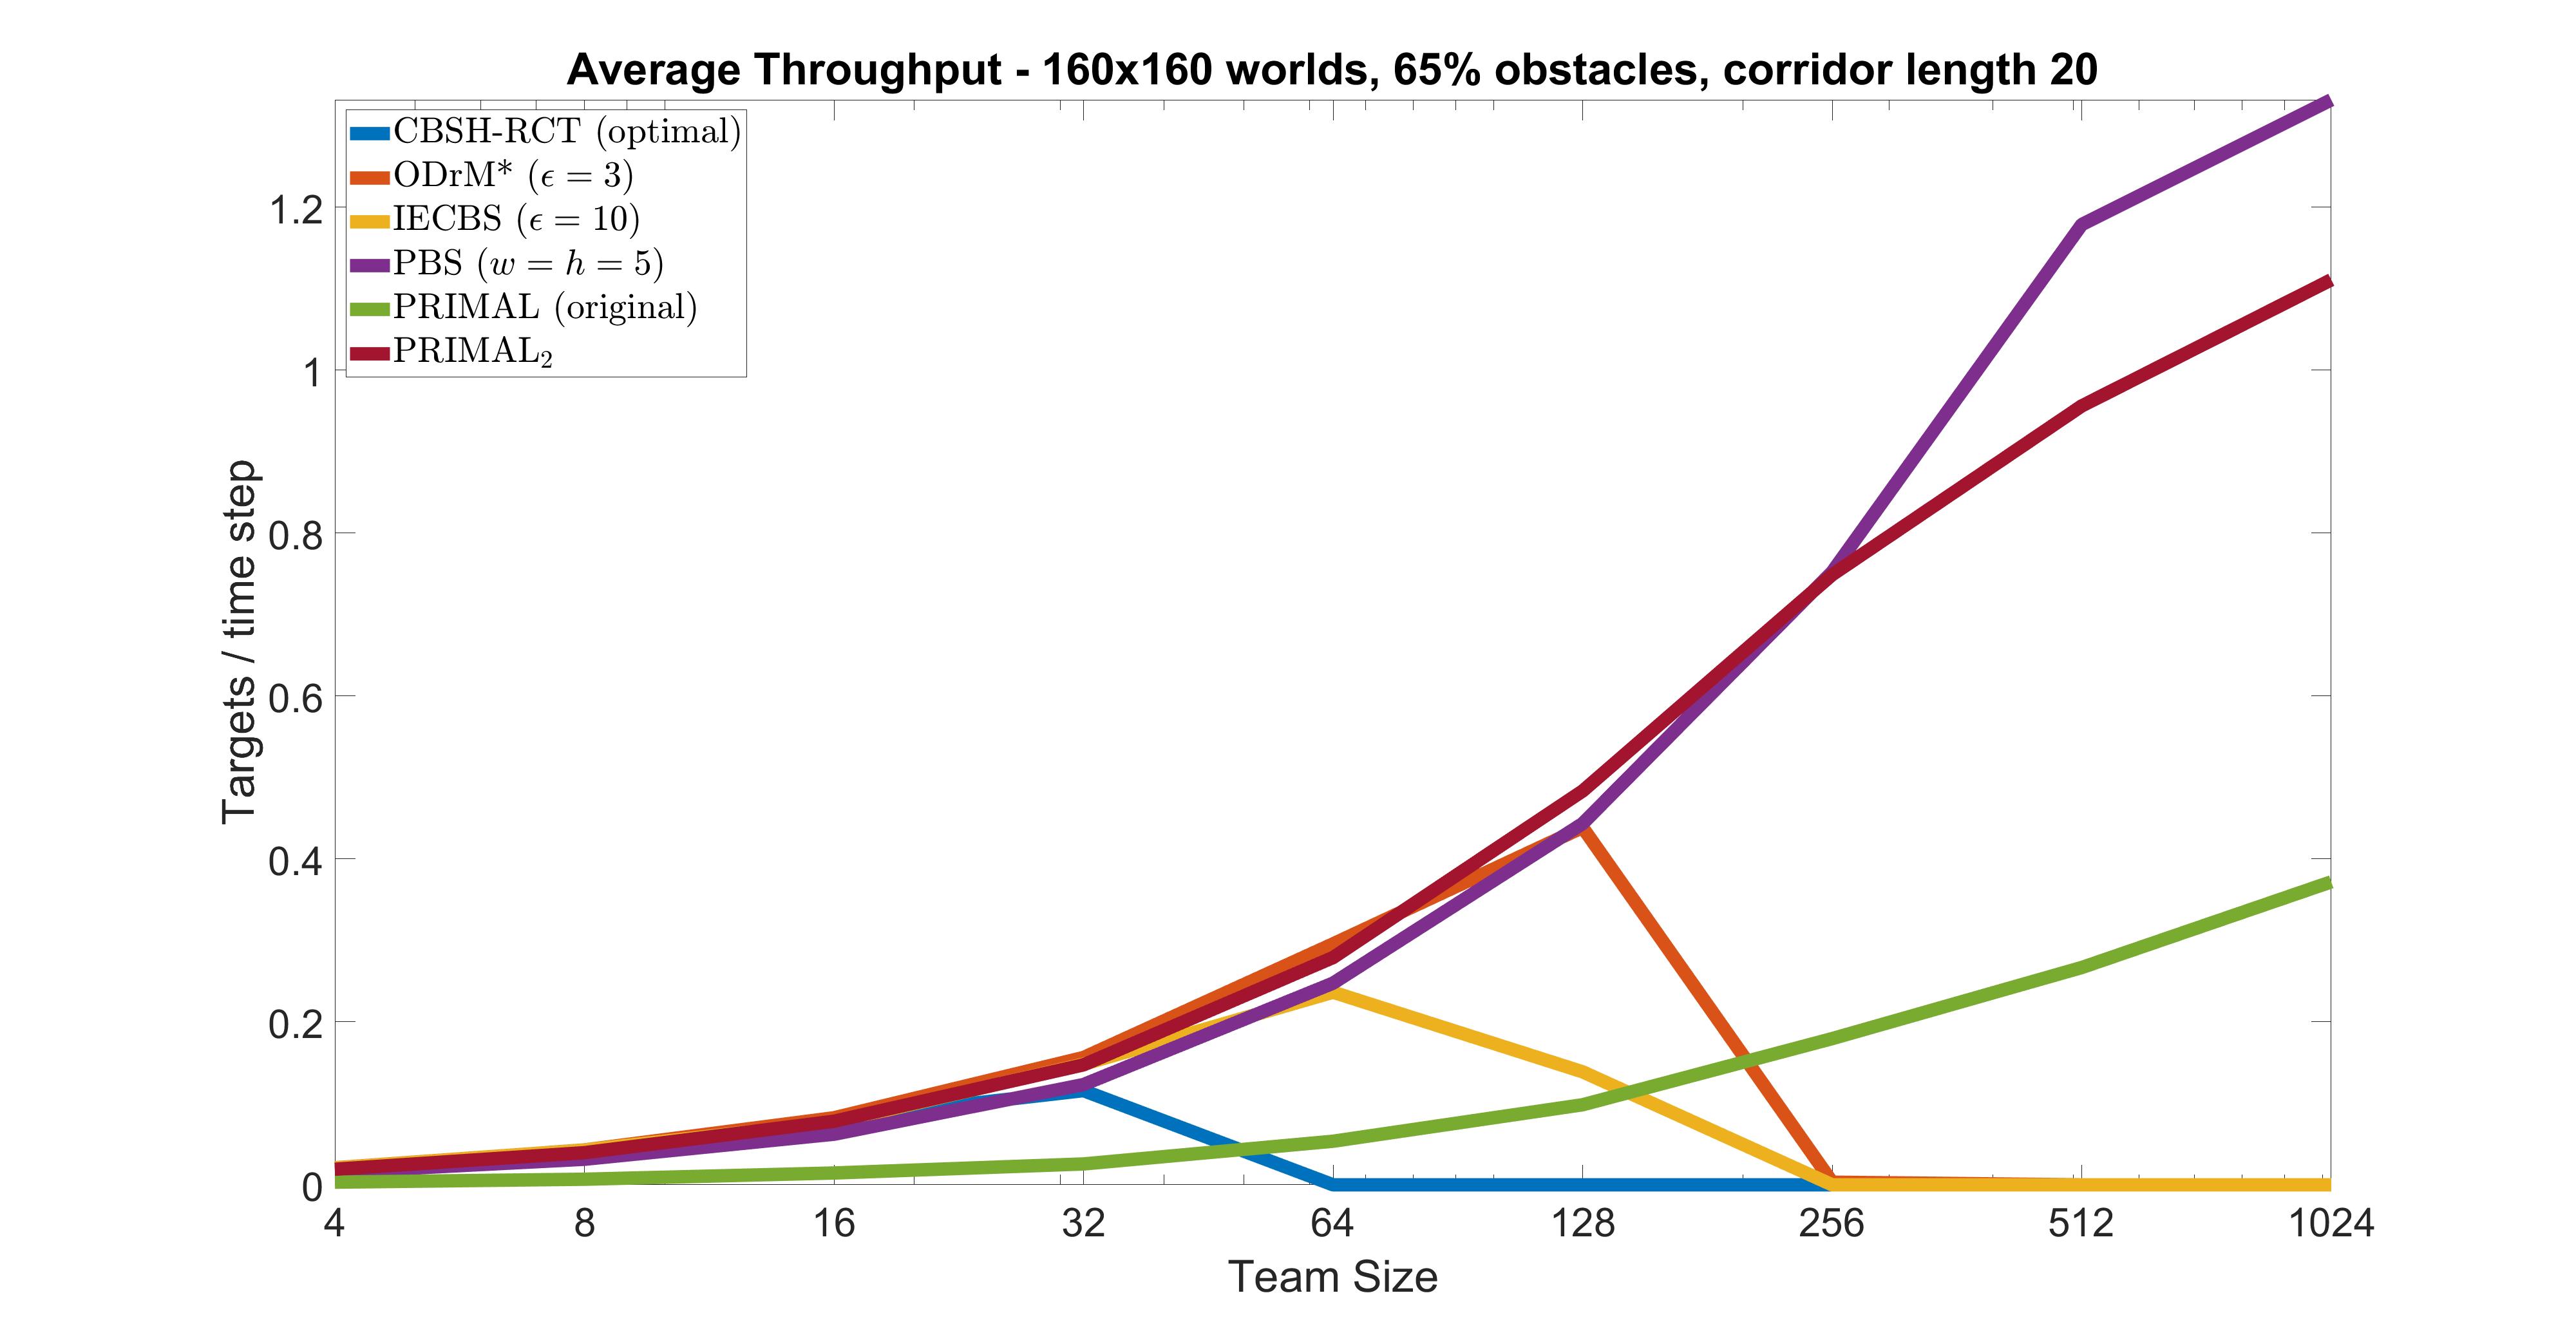 Average Throughput - 160x160 worlds, 65% obstacles, corridor length 20
CBSH-RCT (optimal)
ODrM* (ϵ = 3)
IECBS (ϵ = 10)
PBS (w = h = 5)
PRIMAL (original)
PRIMAL₂
Targets / time step
1.2
1
0.8
0.6
0.4
0.2
0
4 8 16 32 64 128 256 512 1024
Team Size